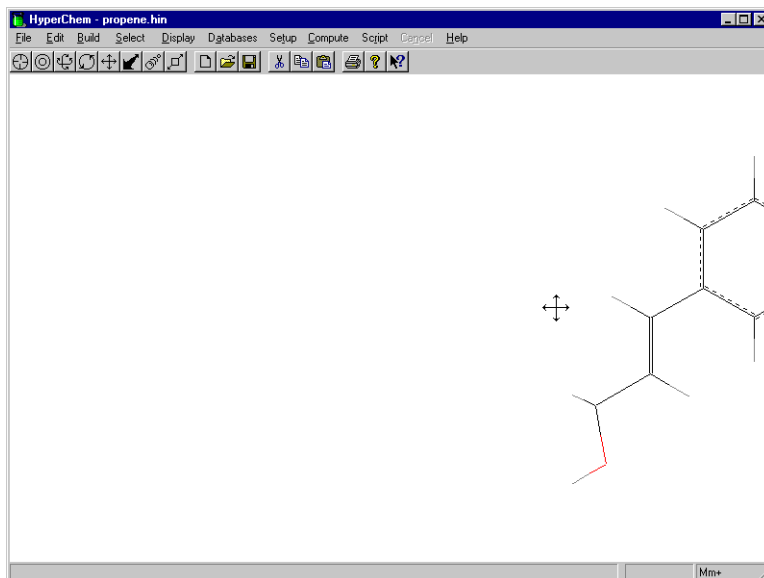 HyperChem - propene.hin
File Edit Build Select Display Databases Setup Compute Script Cancel Help
Mm+